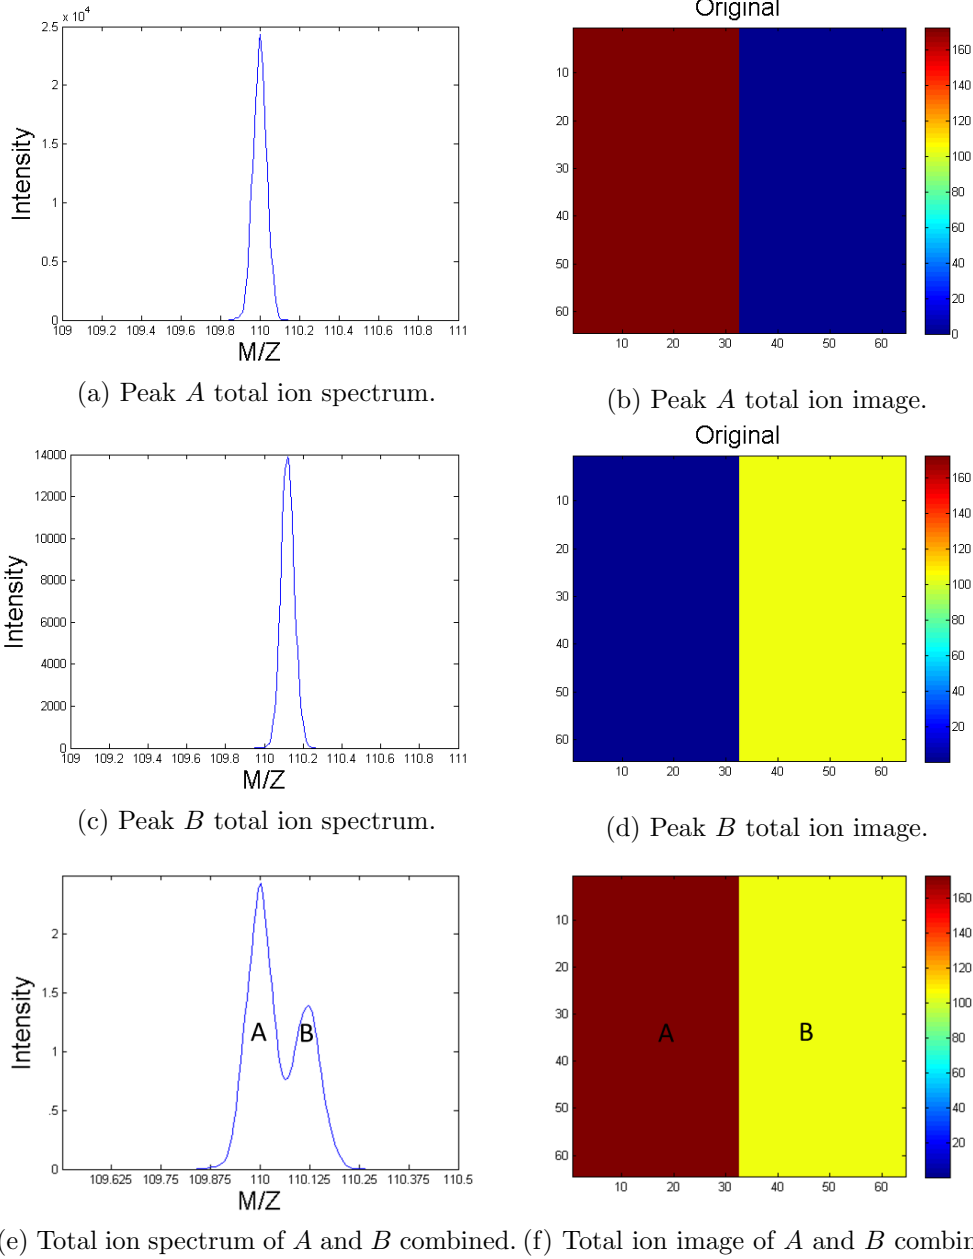 x 10⁴
2.5
2
1.5
1
0.5
0
109 109.2 109.4 109.6 109.8 110 110.2 110.4 110.6 110.8 111
Intensity
M/Z
(a) Peak A total ion spectrum.
Original
10
20
30
40
50
60
10 20 30 40 50 60
160
140
120
100
80
60
40
20
0
(b) Peak A total ion image.
14000
12000
10000
8000
6000
4000
2000
0
109 109.2 109.4 109.6 109.8 110 110.2 110.4 110.6 110.8 111
Intensity
M/Z
(c) Peak B total ion spectrum.
Original
10
20
30
40
50
60
10 20 30 40 50 60
160
140
120
100
80
60
40
20
(d) Peak B total ion image.
2
1.5
1
.5
0
109.625 109.75 109.875 110 110.125 110.25 110.375 110.5
Intensity
M/Z
A B
(e) Total ion spectrum of A and B combined.
10
20
30
40
50
60
10 20 30 40 50 60
A B
160
140
120
100
80
60
40
20
(f) Total ion image of A and B combin